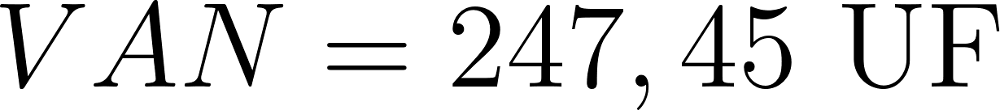 VAN = 247,45 UF